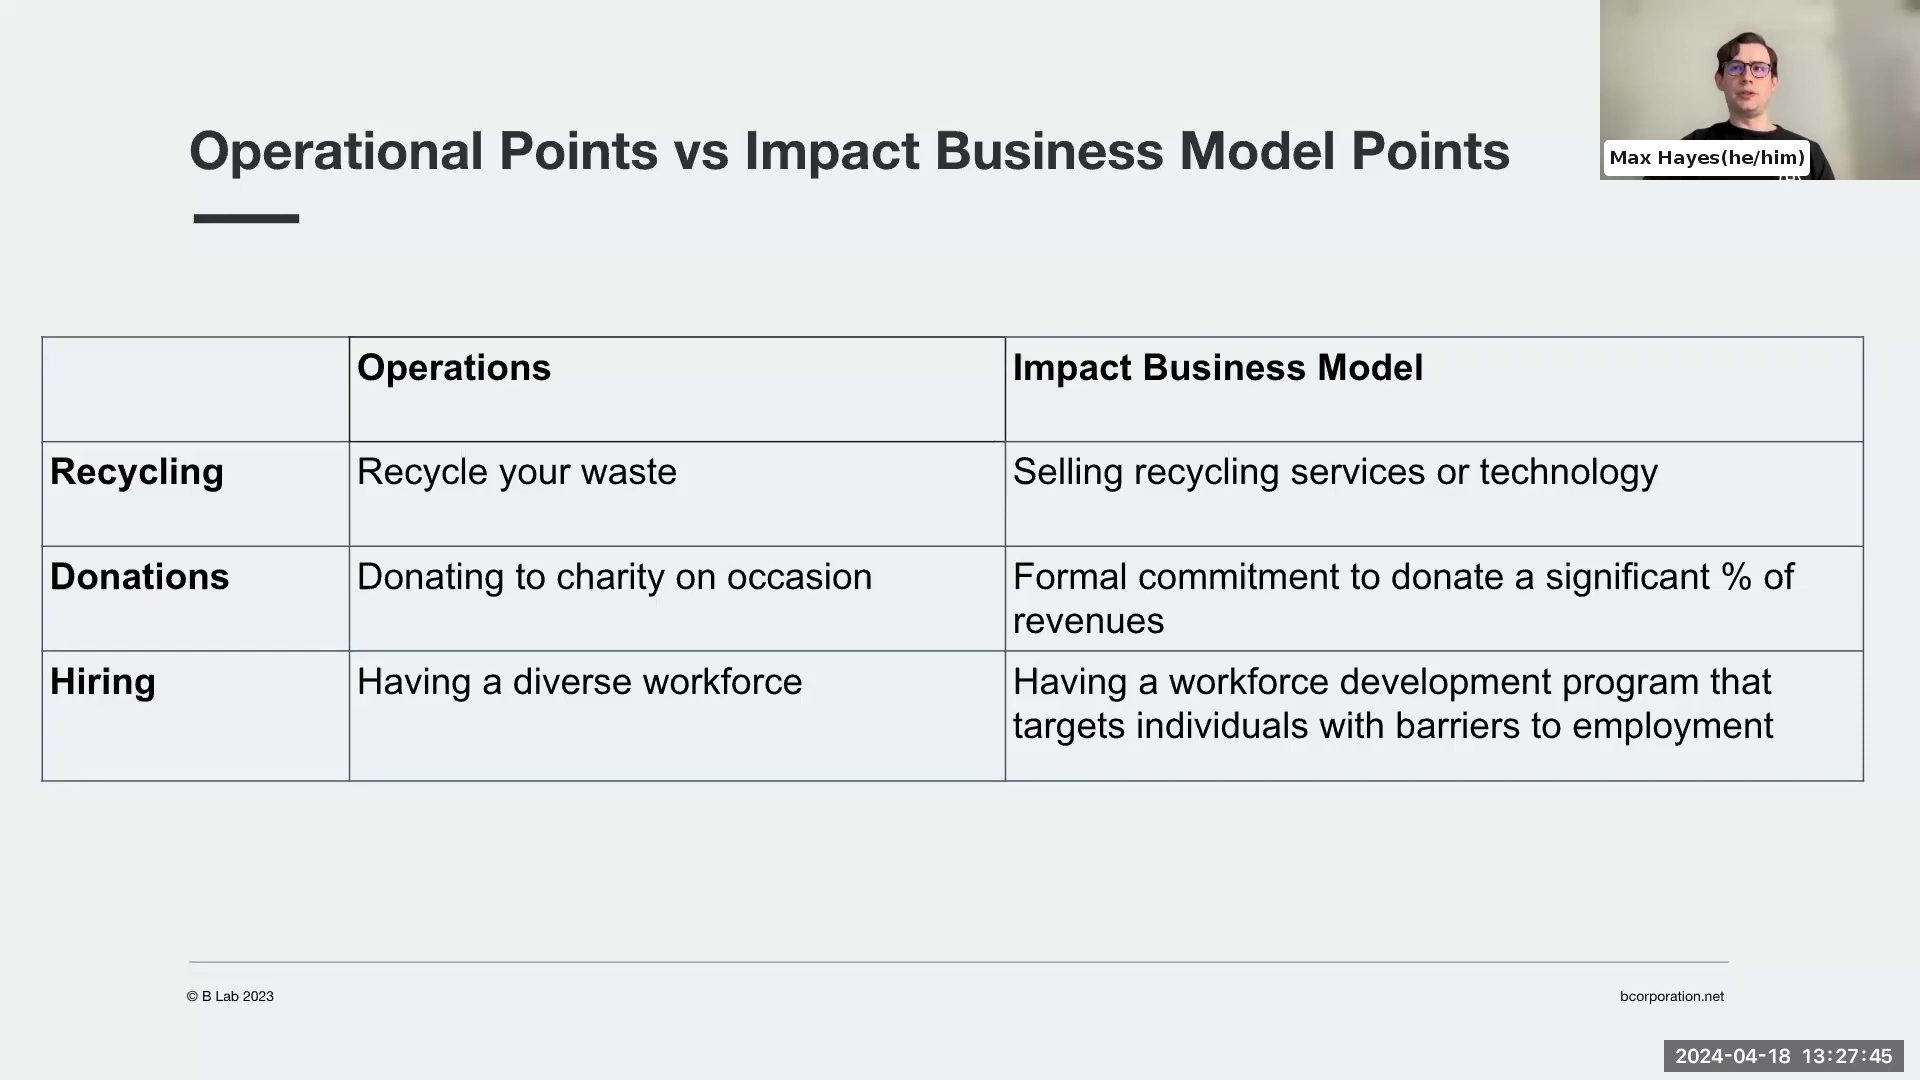 Operational Points vs Impact Business Model Points
Max Hayes(he/him)
Operations
Impact Business Model
Recycling
Recycle your waste
Selling recycling services or technology
Donations
Donating to charity on occasion
Formal commitment to donate a significant % of
revenues
Hiring
Having a diverse workforce
Having a workforce development program that
targets individuals with barriers to employment
© B Lab 2023
bcorporation.net
2024-04-18 13:27:45